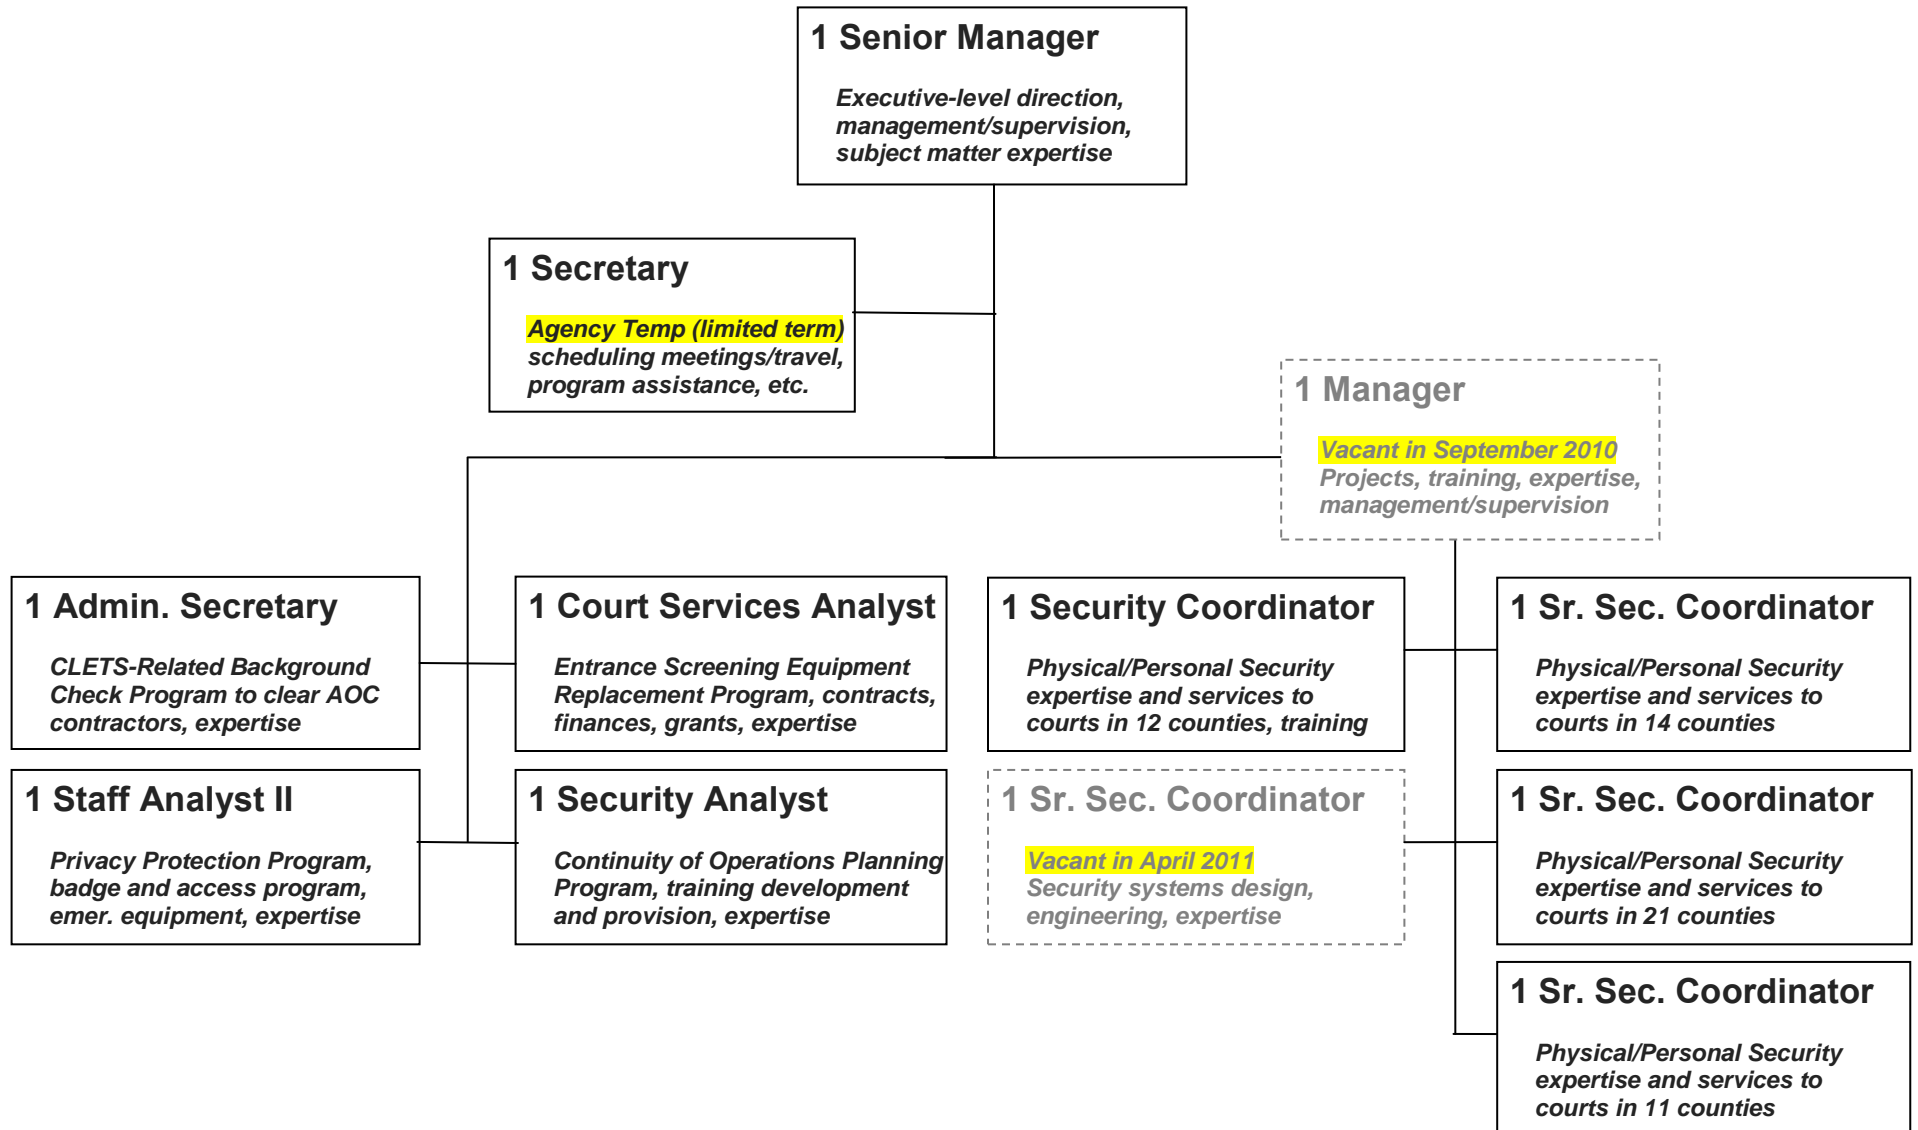 1 Senior Manager
Executive-level direction,
management/supervision,
subject matter expertise
1 Secretary
Agency Temp (limited term)
scheduling meetings/travel,
program assistance, etc.
1 Manager
Vacant in September 2010
Projects, training, expertise,
management/supervision
1 Admin. Secretary
CLETS-Related Background
Check Program to clear AOC
contractors, expertise
1 Court Services Analyst
Entrance Screening Equipment
Replacement Program, contracts,
finances, grants, expertise
1 Security Coordinator
Physical/Personal Security
expertise and services to
courts in 12 counties, training
1 Sr. Sec. Coordinator
Physical/Personal Security
expertise and services to
courts in 14 counties
1 Staff Analyst II
Privacy Protection Program,
badge and access program,
emer. equipment, expertise
1 Security Analyst
Continuity of Operations Planning
Program, training development
and provision, expertise
1 Sr. Sec. Coordinator
Vacant in April 2011
Security systems design,
engineering, expertise
1 Sr. Sec. Coordinator
Physical/Personal Security
expertise and services to
courts in 21 counties
1 Sr. Sec. Coordinator
Physical/Personal Security
expertise and services to
courts in 11 counties